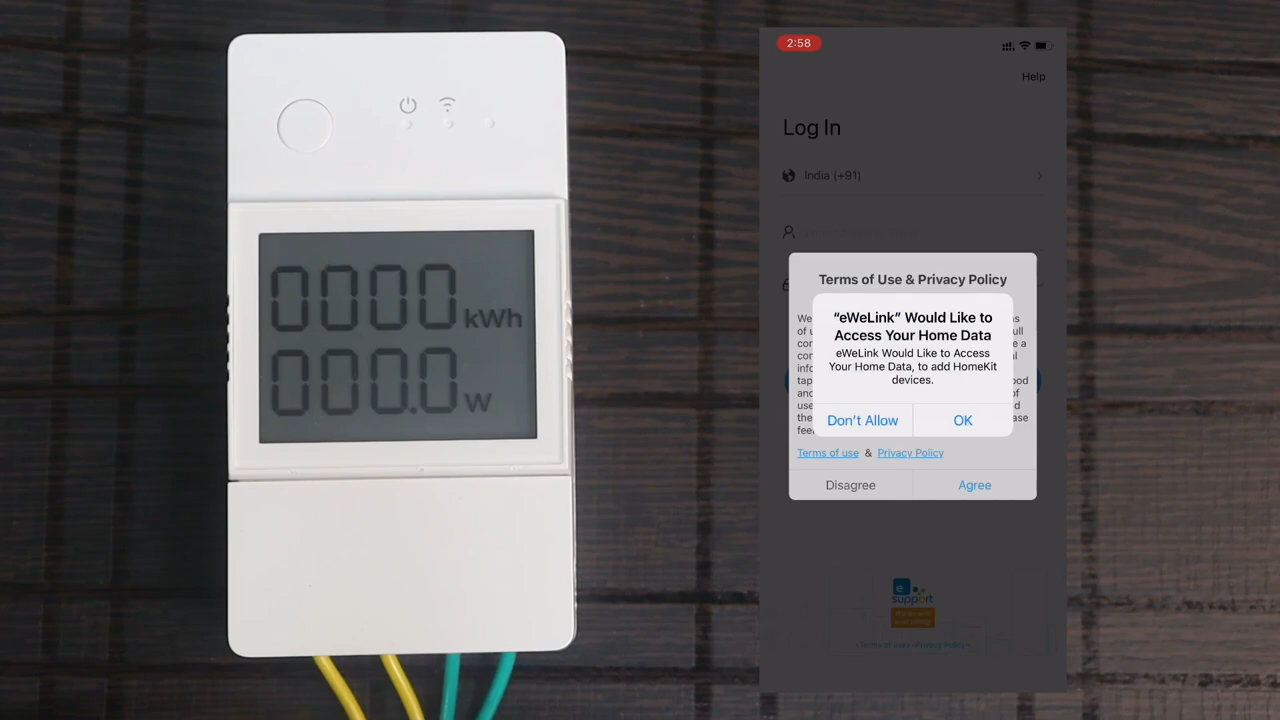 0000 kWh
000.0 W
2:58
Help
Log In
India (+91)
Terms of Use & Privacy Policy
“eWeLink” Would Like to
Access Your Home Data
eWeLink Would Like to Access
Your Home Data, to add HomeKit
devices.
Don’t Allow
OK
Terms of use & Privacy Policy
Disagree
Agree
e
support